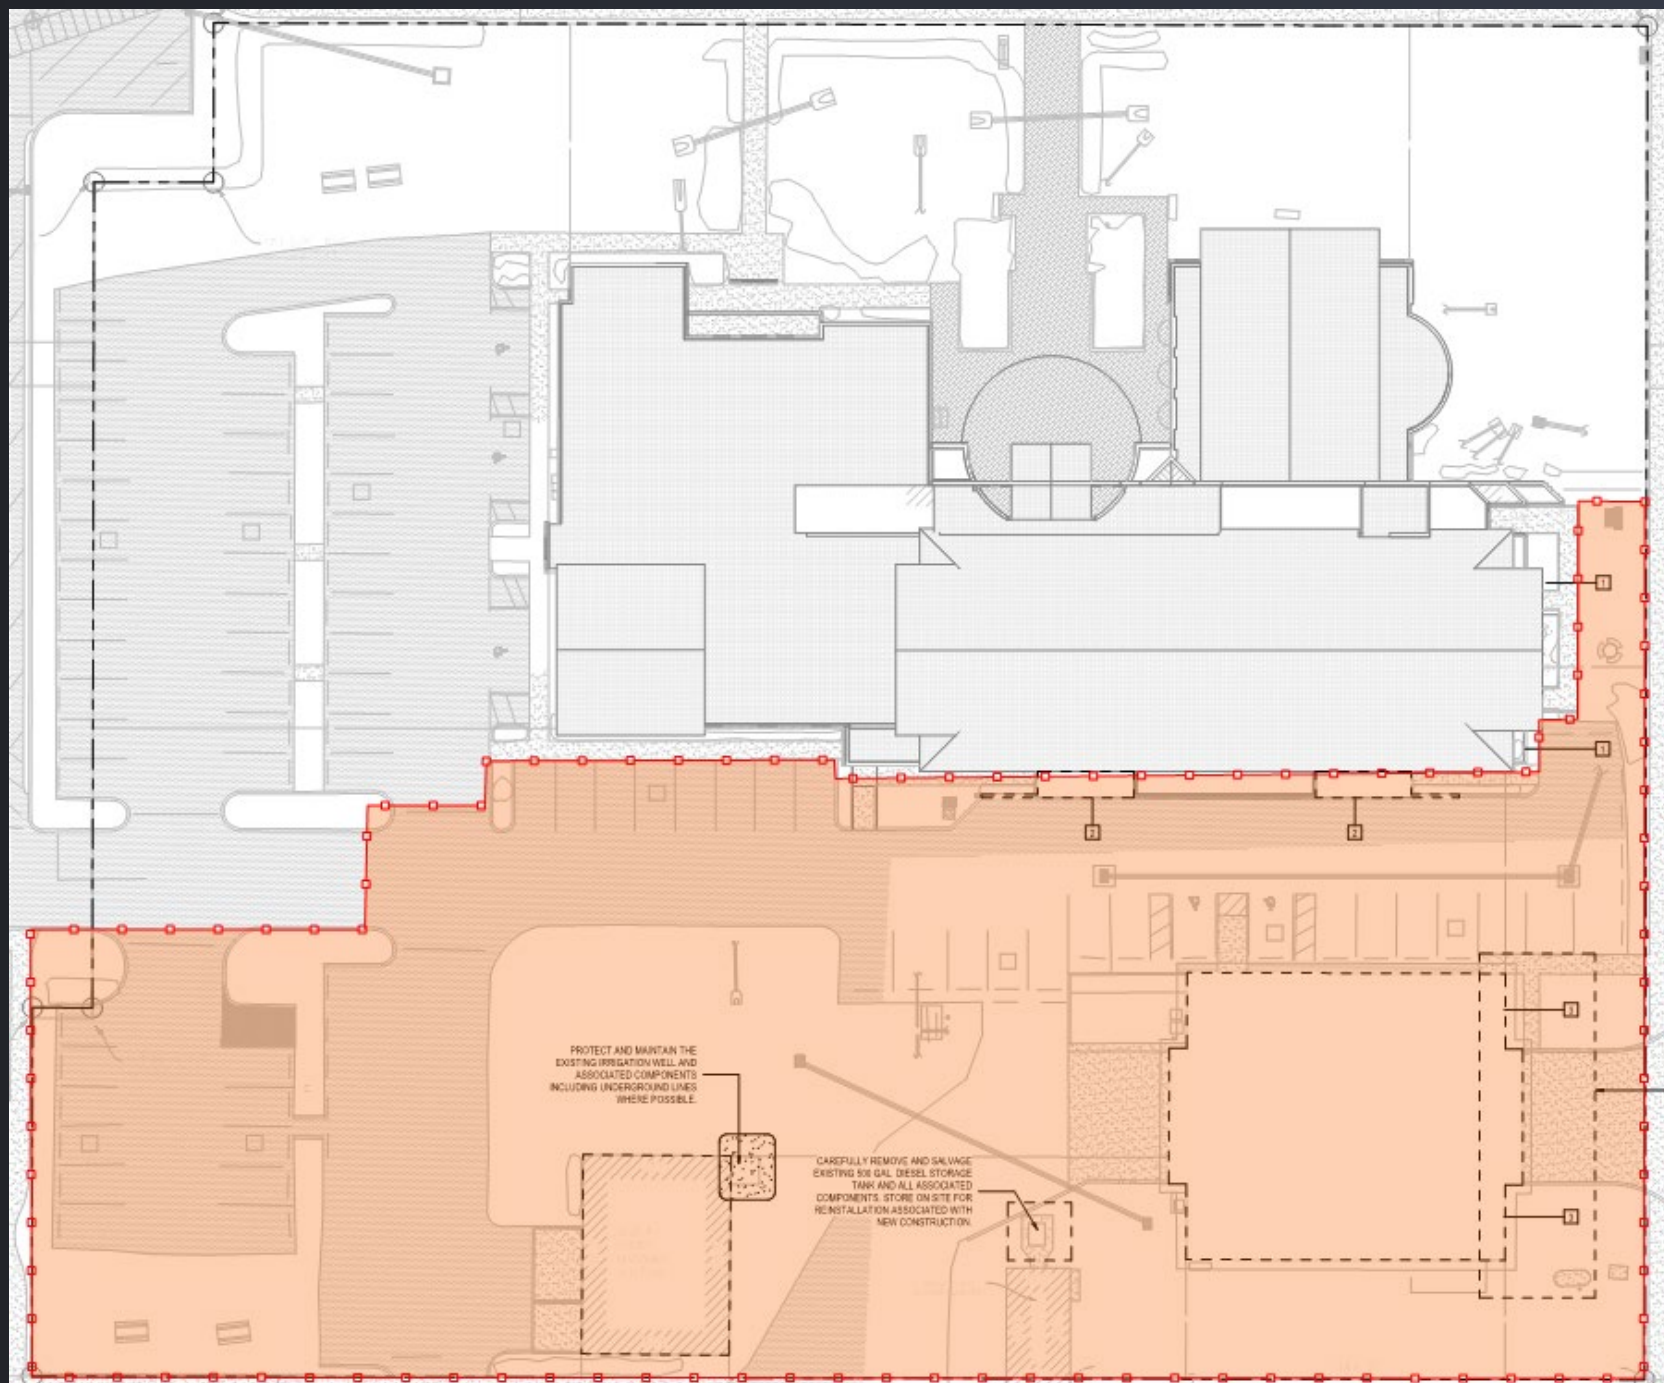 1
1
2
2
3
PROTECT AND MAINTAIN THE
EXISTING IRRIGATION WELL AND
ASSOCIATED COMPONENTS
INCLUDING UNDERGROUND LINES
WHERE POSSIBLE.
CAREFULLY REMOVE AND SALVAGE
EXISTING 500 GAL. DIESEL STORAGE
TANK AND ALL ASSOCIATED
COMPONENTS. STORE ON SITE FOR
REINSTALLATION ASSOCIATED WITH
NEW CONSTRUCTION.
3